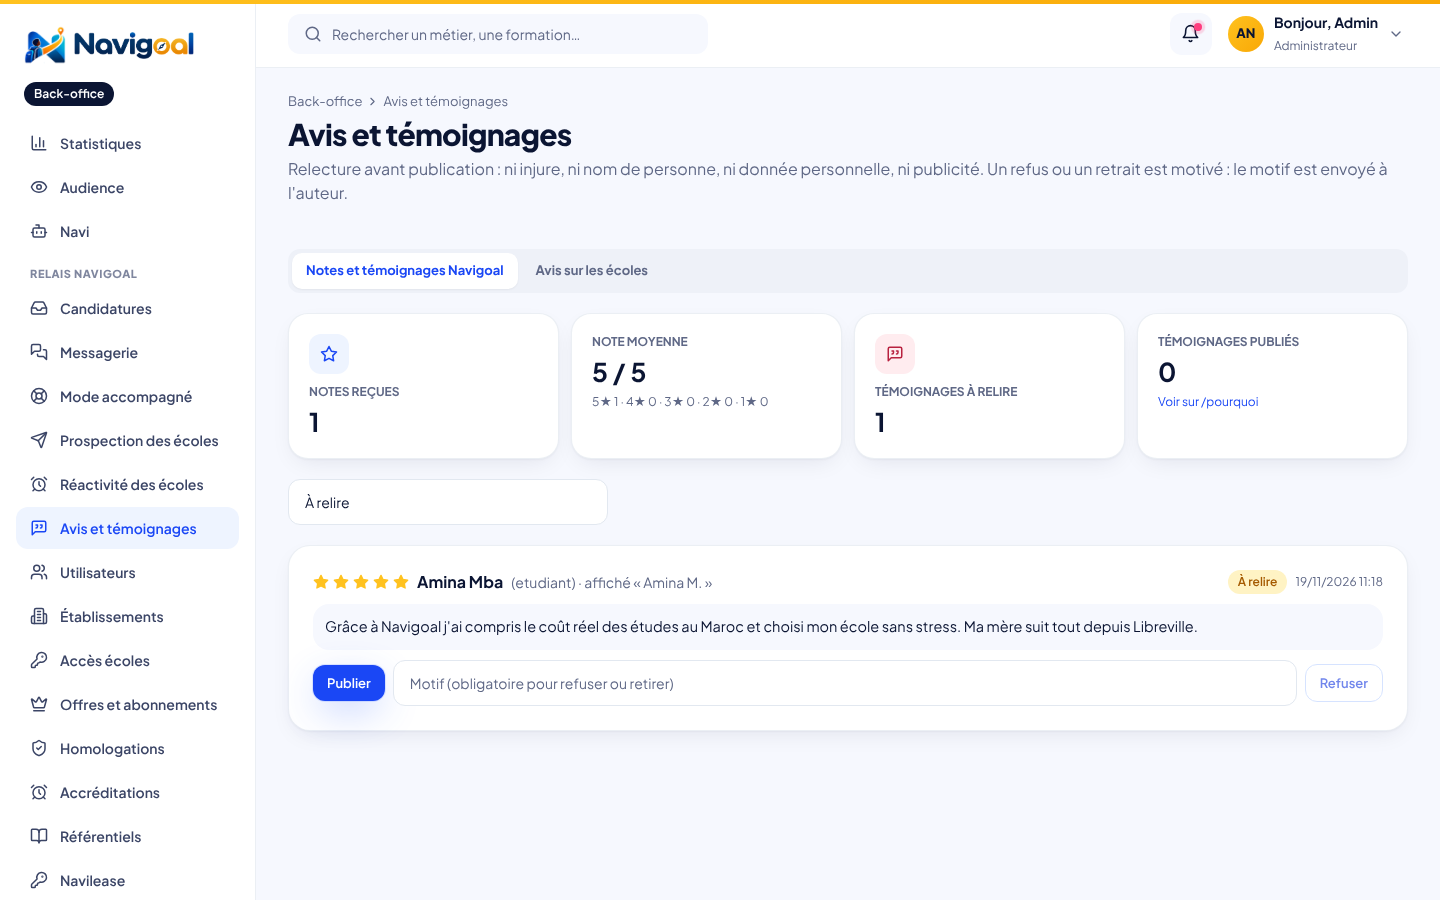 Navigoal
Back-office
Statistiques
Audience
Navi
RELAIS NAVIGOAL
Candidatures
Messagerie
Mode accompagné
Prospection des écoles
Réactivité des écoles
Avis et témoignages
Utilisateurs
Établissements
Accès écoles
Offres et abonnements
Homologations
Accréditations
Référentiels
Navilease
Rechercher un métier, une formation...
AN
Bonjour, Admin
Administrateur
Back-office > Avis et témoignages
Avis et témoignages
Relecture avant publication : ni injure, ni nom de personne, ni donnée personnelle, ni publicité. Un refus ou un retrait est motivé : le motif est envoyé à
l'auteur.
Notes et témoignages Navigoal
Avis sur les écoles
NOTES REÇUES
1
NOTE MOYENNE
5 / 5
5★ 1 · 4★ 0 · 3★ 0 · 2★ 0 · 1★ 0
TÉMOIGNAGES À RELIRE
1
TÉMOIGNAGES PUBLIÉS
0
Voir sur /pourquoi
À relire
Amina Mba (etudiant) · affiché « Amina M. »
À relire 19/11/2026 11:18
Grâce à Navigoal j'ai compris le coût réel des études au Maroc et choisi mon école sans stress. Ma mère suit tout depuis Libreville.
Publier
Motif (obligatoire pour refuser ou retirer)
Refuser